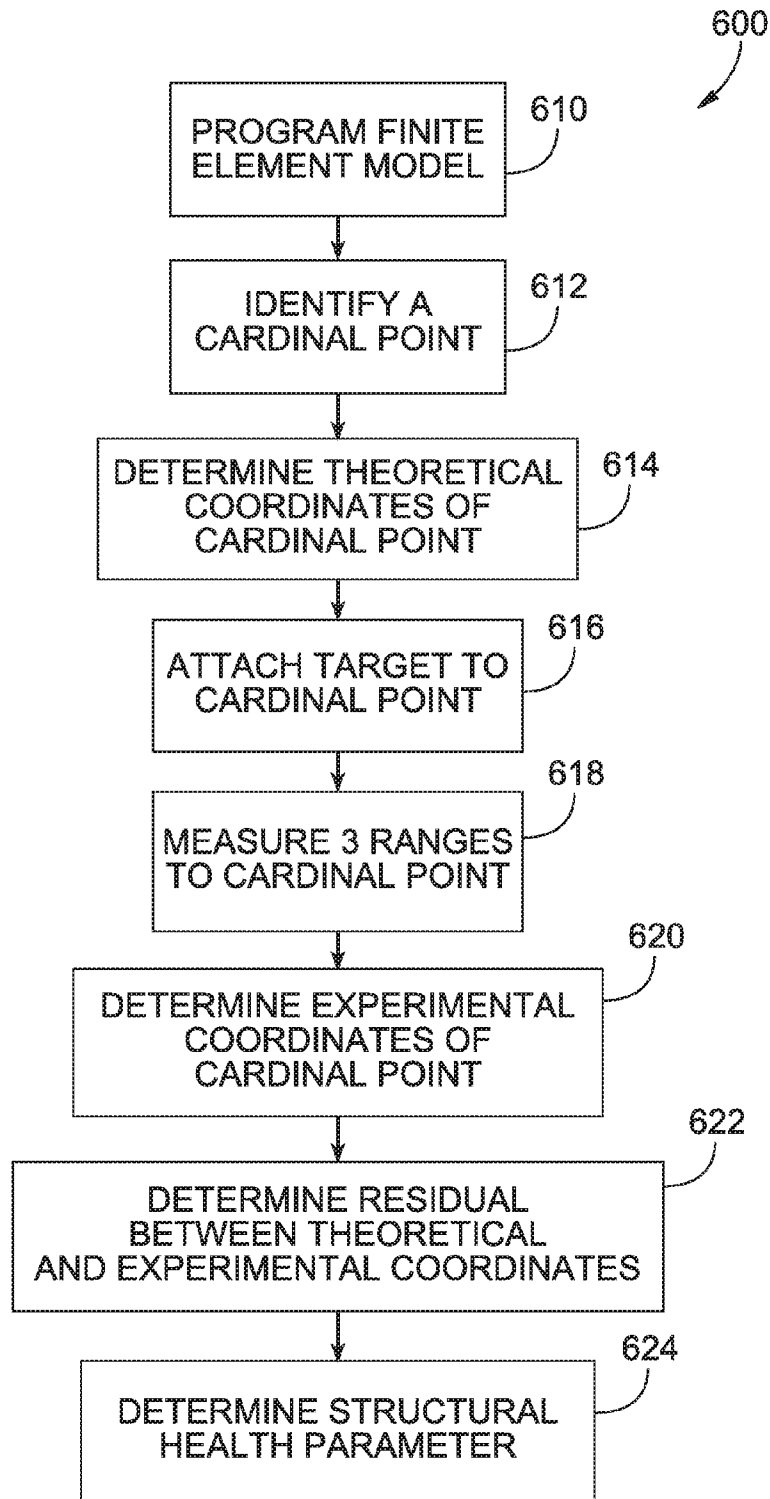 600
PROGRAM FINITE
ELEMENT MODEL
610
IDENTIFY A
CARDINAL POINT
612
DETERMINE THEORETICAL
COORDINATES OF
CARDINAL POINT
614
ATTACH TARGET TO
CARDINAL POINT
616
MEASURE 3 RANGES
TO CARDINAL POINT
618
DETERMINE EXPERIMENTAL
COORDINATES OF
CARDINAL POINT
620
DETERMINE RESIDUAL
BETWEEN THEORETICAL
AND EXPERIMENTAL COORDINATES
622
DETERMINE STRUCTURAL
HEALTH PARAMETER
624